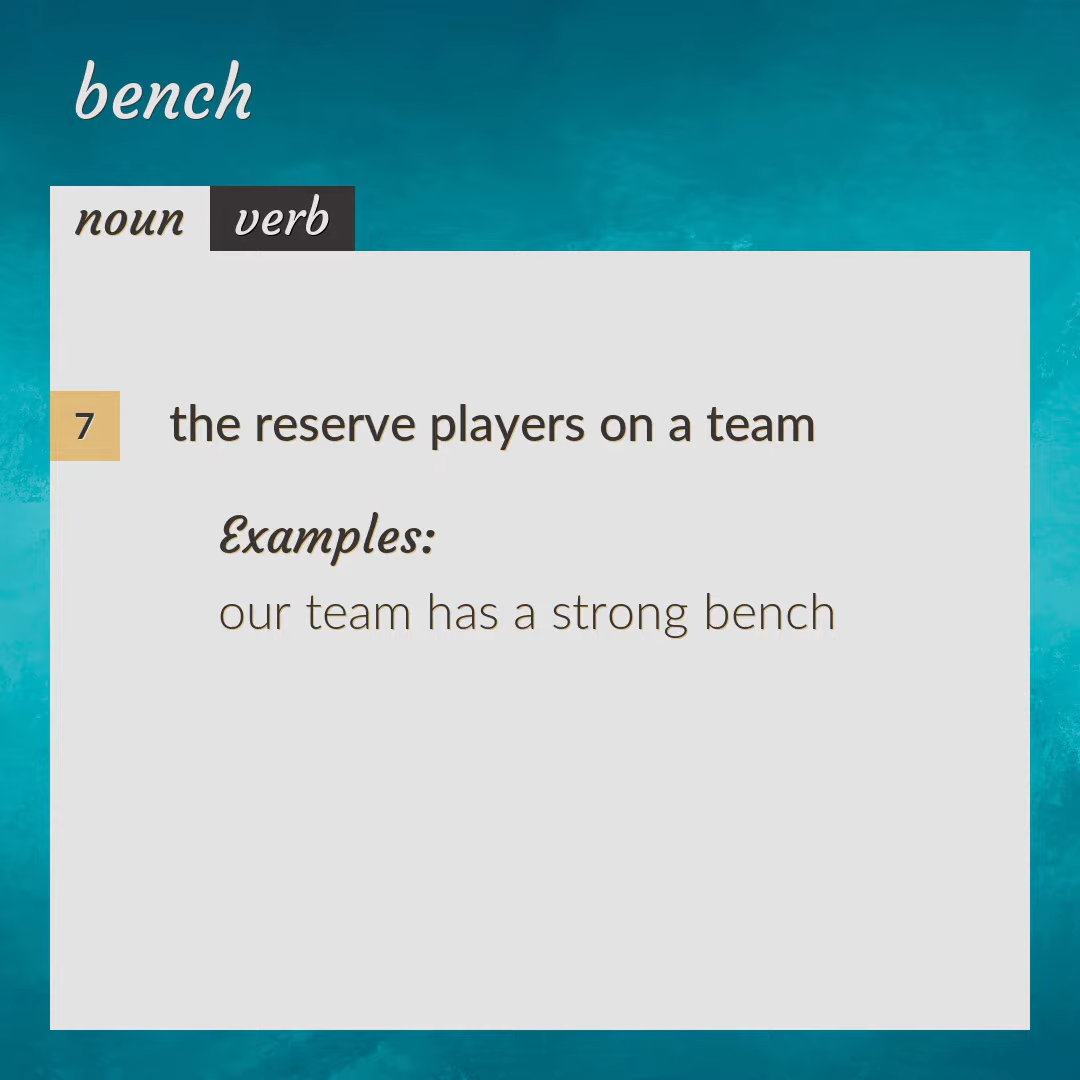 bench
noun verb
7 the reserve players on a team
Examples:
our team has a strong bench